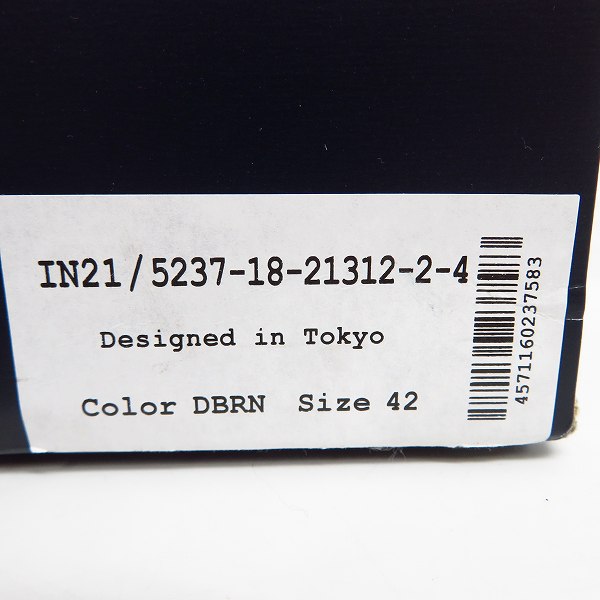 IN21/5237-18-21312-2-4
Designed in Tokyo
Color DBRN Size 42
4571160237583